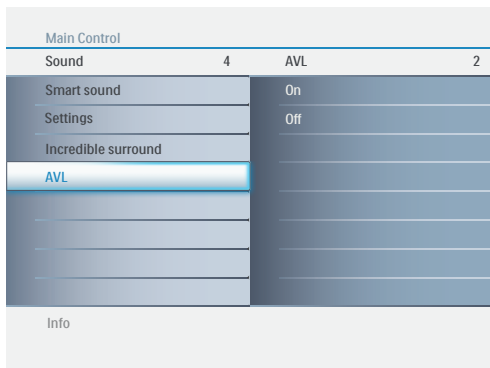 Main Control
Sound 4 AVL 2
Smart sound On
Settings Off
Incredible surround
AVL
Info